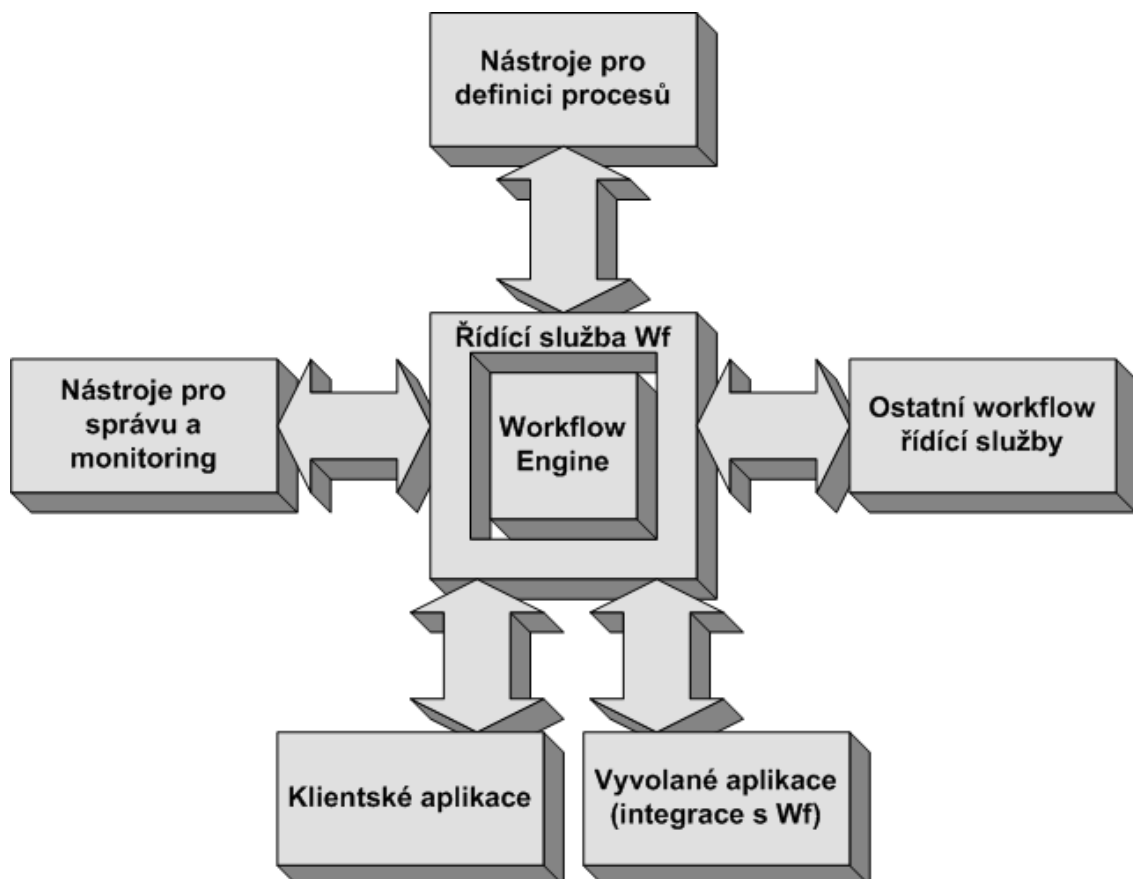 Nástroje pro
definici procesů
Řídící služba Wf
Workflow
Engine
Nástroje pro
správu a
monitoring
Ostatní workflow
řídící služby
Klientské aplikace
Vyvolané aplikace
(integrace s Wf)